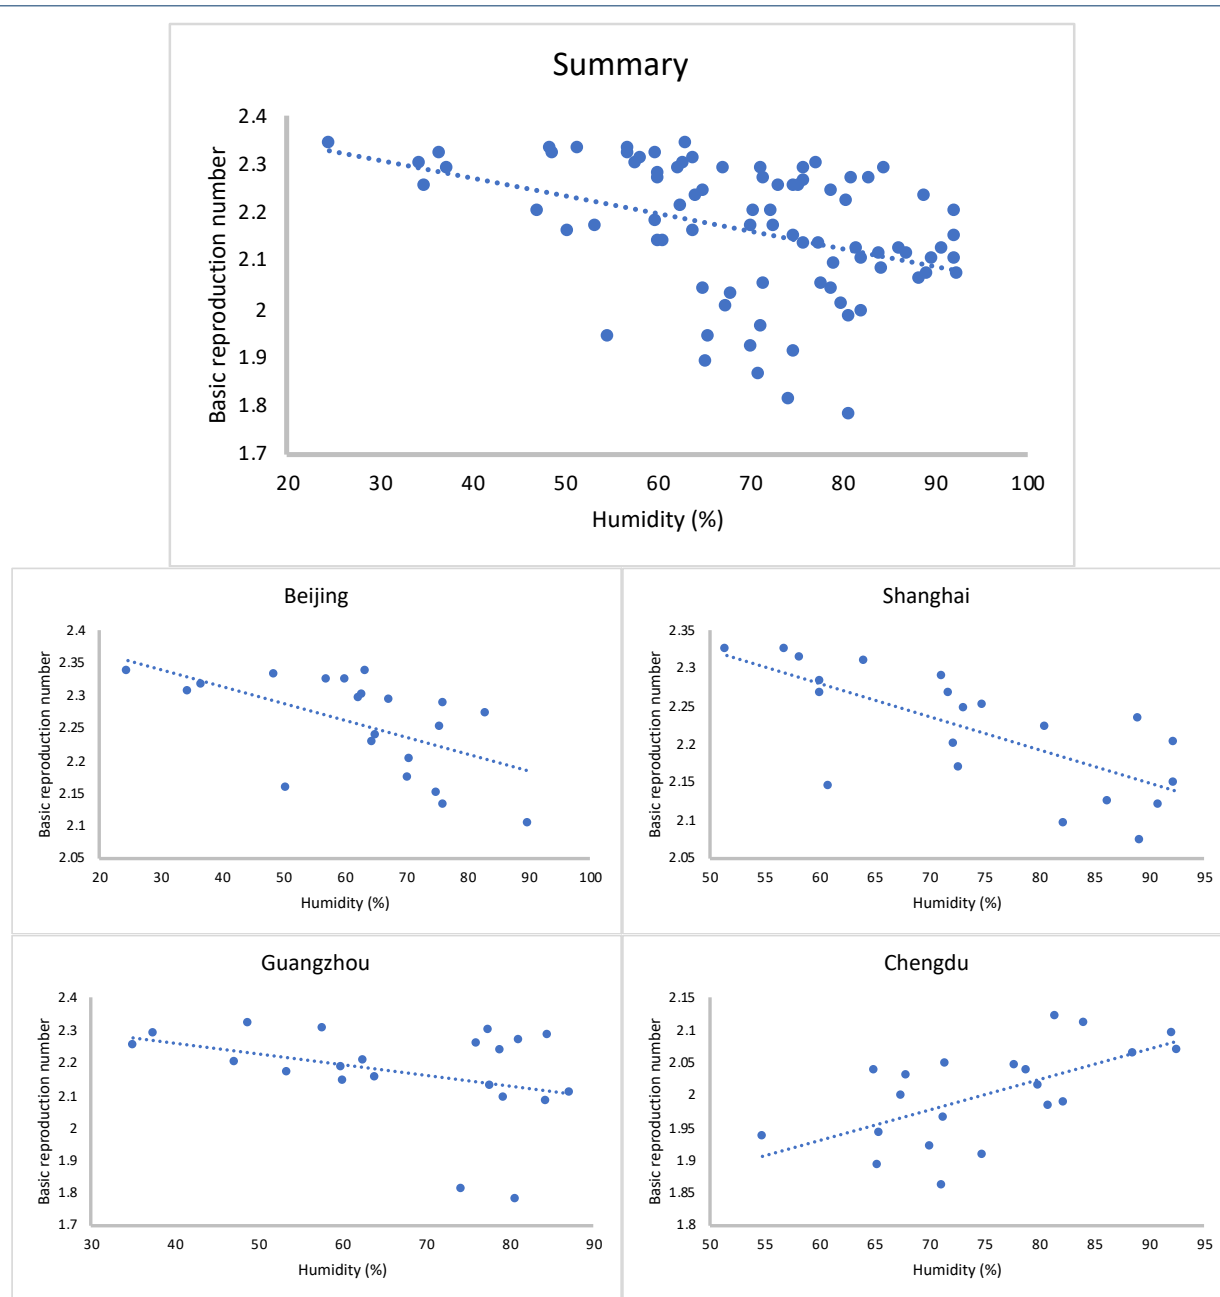 Summary
Basic reproduction number
2.4
2.3
2.2
2.1
2
1.9
1.8
1.7
20 30 40 50 60 70 80 90 100
Humidity (%)
Beijing
Basic reproduction number
2.4
2.35
2.3
2.25
2.2
2.15
2.1
2.05
20 30 40 50 60 70 80 90 100
Humidity (%)
Shanghai
Basic reproduction number
2.35
2.3
2.25
2.2
2.15
2.1
2.05
50 55 60 65 70 75 80 85 90 95
Humidity (%)
Guangzhou
Basic reproduction number
2.4
2.3
2.2
2.1
2
1.9
1.8
1.7
30 40 50 60 70 80 90
Humidity (%)
Chengdu
Basic reproduction number
2.15
2.1
2.05
2
1.95
1.9
1.85
1.8
50 55 60 65 70 75 80 85 90 95
Humidity (%)